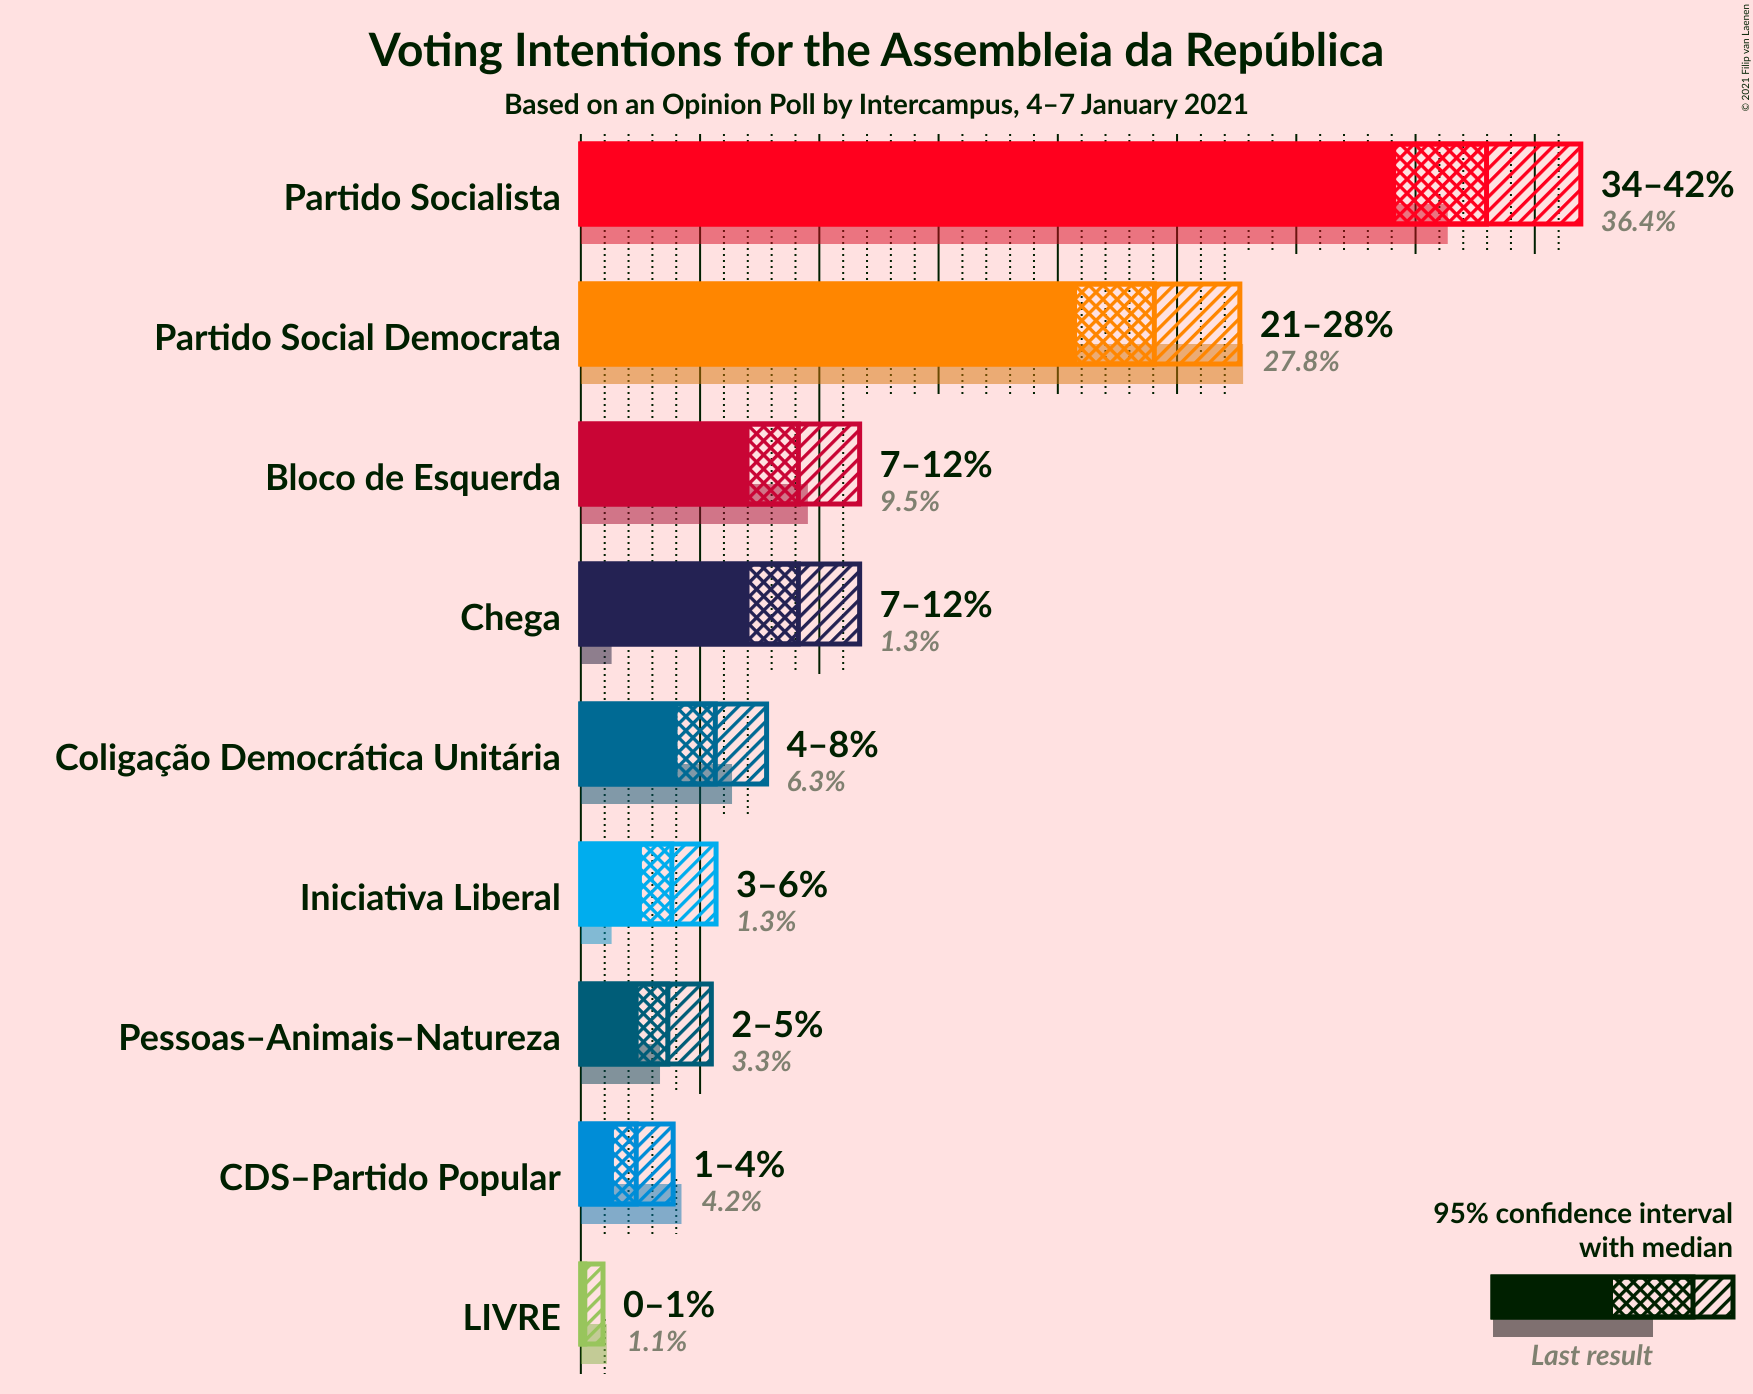 Voting Intentions for the Assembleia da República
Based on an Opinion Poll by Intercampus, 4–7 January 2021
© 2021 Filip van Laenen
Partido Socialista
34–42%
36.4%
Partido Social Democrata
21–28%
27.8%
Bloco de Esquerda
7–12%
9.5%
Chega
7–12%
1.3%
Coligação Democrática Unitária
4–8%
6.3%
Iniciativa Liberal
3–6%
1.3%
Pessoas–Animais–Natureza
2–5%
3.3%
CDS–Partido Popular
1–4%
4.2%
LIVRE
0–1%
1.1%
95% confidence interval
with median
Last result